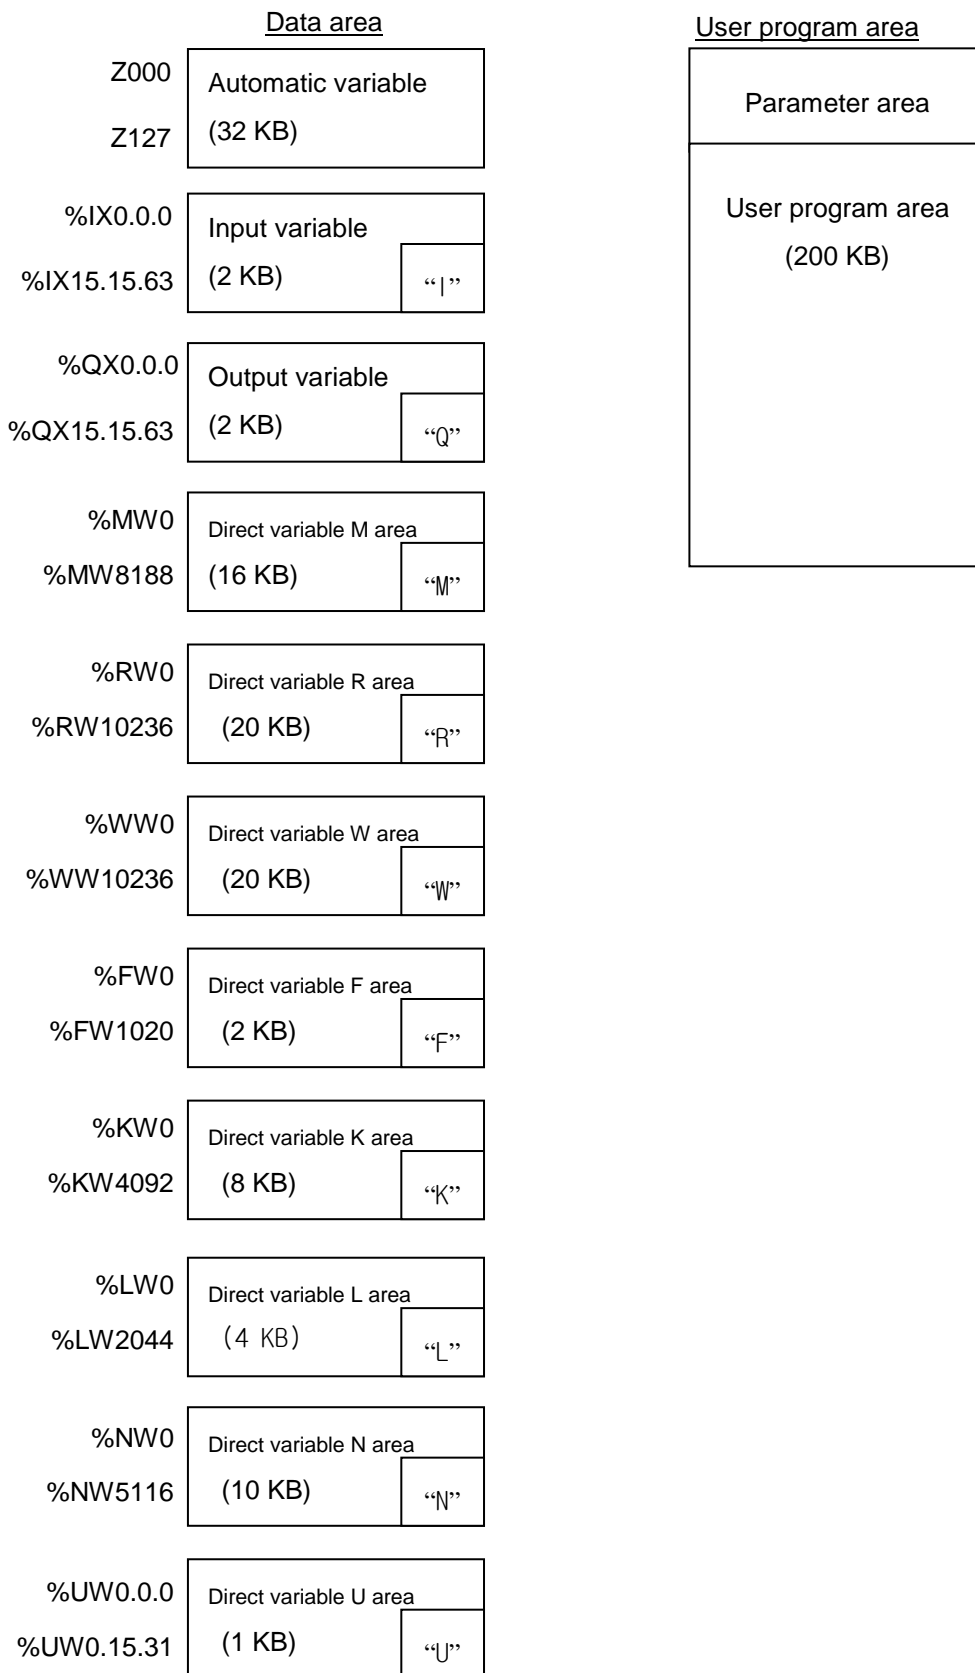 Data area
Z000
Automatic variable
Z127
(32 KB)
%IX0.0.0
Input variable
%IX15.15.63
(2 KB)
“I”
%QX0.0.0
Output variable
%QX15.15.63
(2 KB)
“Q”
%MW0
Direct variable M area
%MW8188
(16 KB)
“M”
%RW0
Direct variable R area
%RW10236
(20 KB)
“R”
%WW0
Direct variable W area
%WW10236
(20 KB)
“W”
%FW0
Direct variable F area
%FW1020
(2 KB)
“F”
%KW0
Direct variable K area
%KW4092
(8 KB)
“K”
%LW0
Direct variable L area
%LW2044
(4 KB)
“L”
%NW0
Direct variable N area
%NW5116
(10 KB)
“N”
%UW0.0.0
Direct variable U area
%UW0.15.31
(1 KB)
“U”
User program area
Parameter area
User program area
(200 KB)